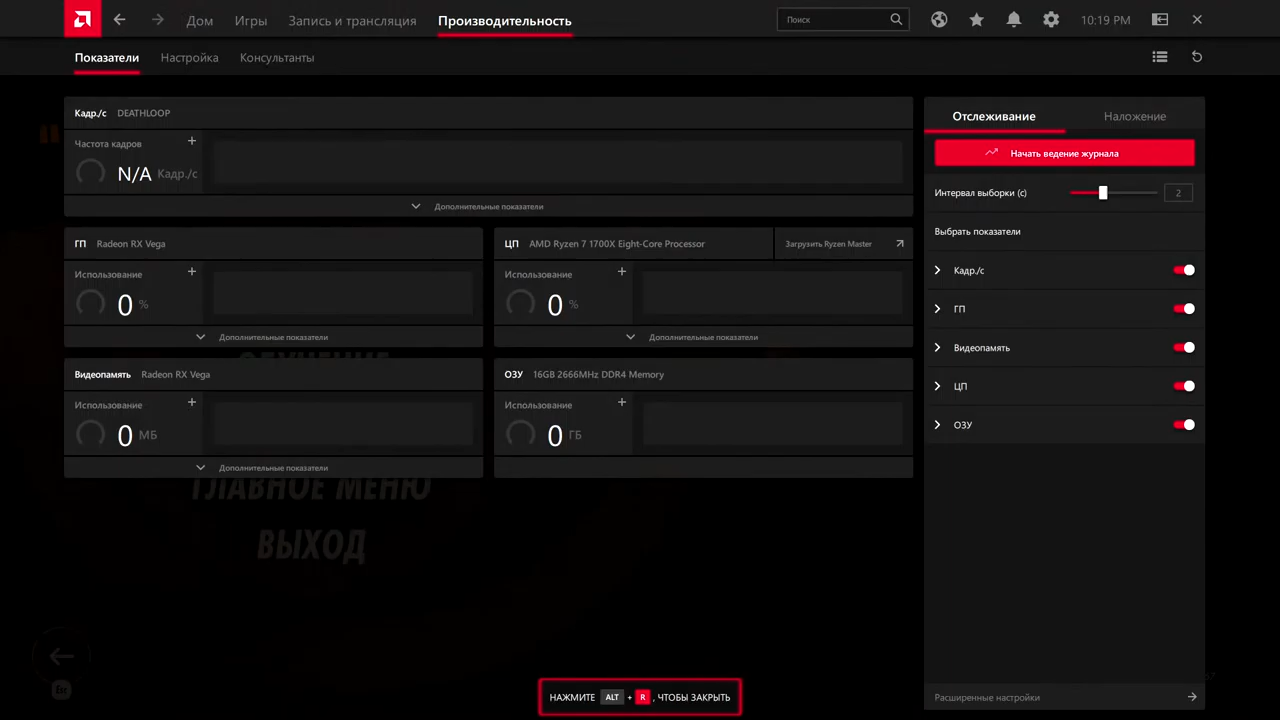 Дом Игры Запись и трансляция Производительность Поиск 10:19 PM
Показатели Настройка Консультанты
Кадр./с DEATHLOOP
Частота кадров
N/A Кадр./с
Дополнительные показатели
ГП Radeon RX Vega
Использование
0 %
Дополнительные показатели
ЦП AMD Ryzen 7 1700X Eight-Core Processor Загрузить Ryzen Master
Использование
0 %
Дополнительные показатели
ОБУЧЕНИЕ
Видеопамять Radeon RX Vega
Использование
0 МБ
Дополнительные показатели
ОЗУ 16GB 2666MHz DDR4 Memory
Использование
0 ГБ
ГЛАВНОЕ МЕНЮ
ВЫХОД
Отслеживание Наложение
Начать ведение журнала
Интервал выборки (с) 2
Выбрать показатели
Кадр./с
ГП
Видеопамять
ЦП
ОЗУ
Расширенные настройки
НАЖМИТЕ ALT + R , ЧТОБЫ ЗАКРЫТЬ